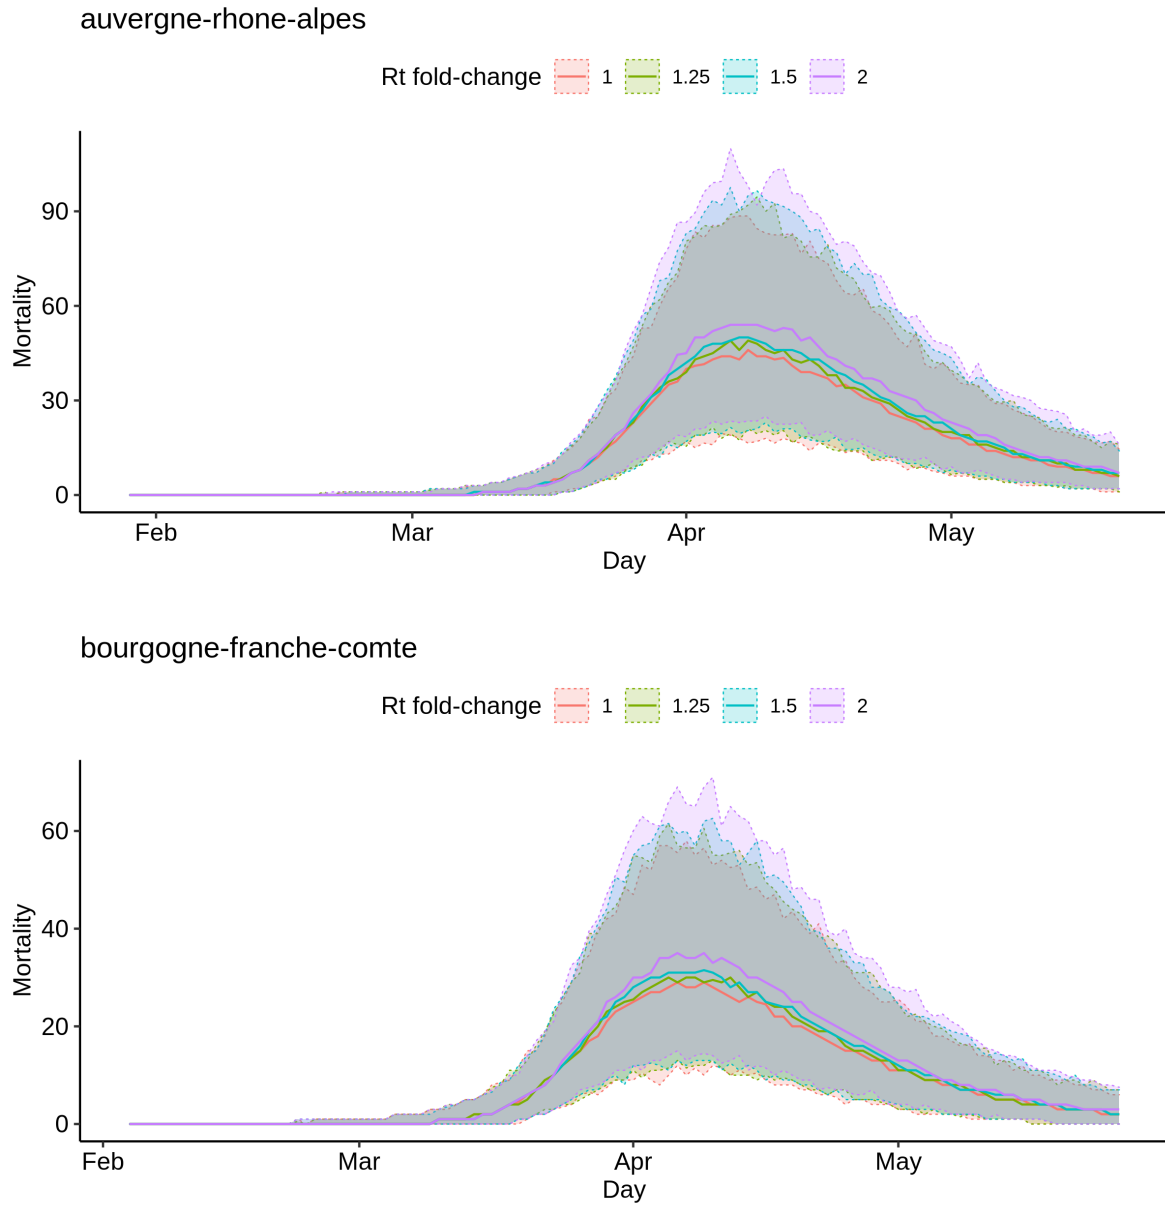 auvergne-rhone-alpes
Rt fold-change 1 1.25 1.5 2
90
60
30
0
Mortality
Feb Mar Apr May
Day
bourgogne-franche-comte
Rt fold-change 1 1.25 1.5 2
60
40
20
0
Mortality
Feb Mar Apr May
Day